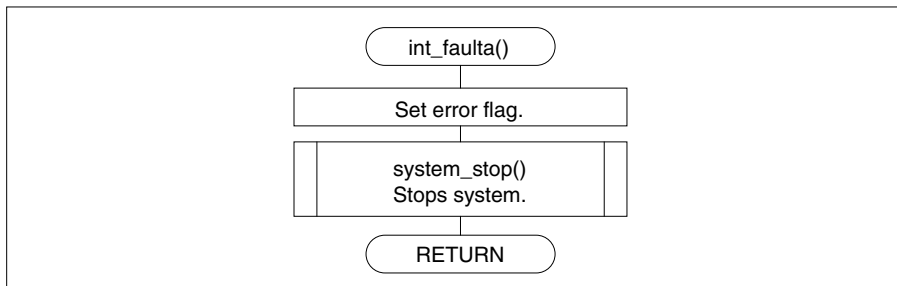 int_faulta()
Set error flag.
system_stop()
Stops system.
RETURN